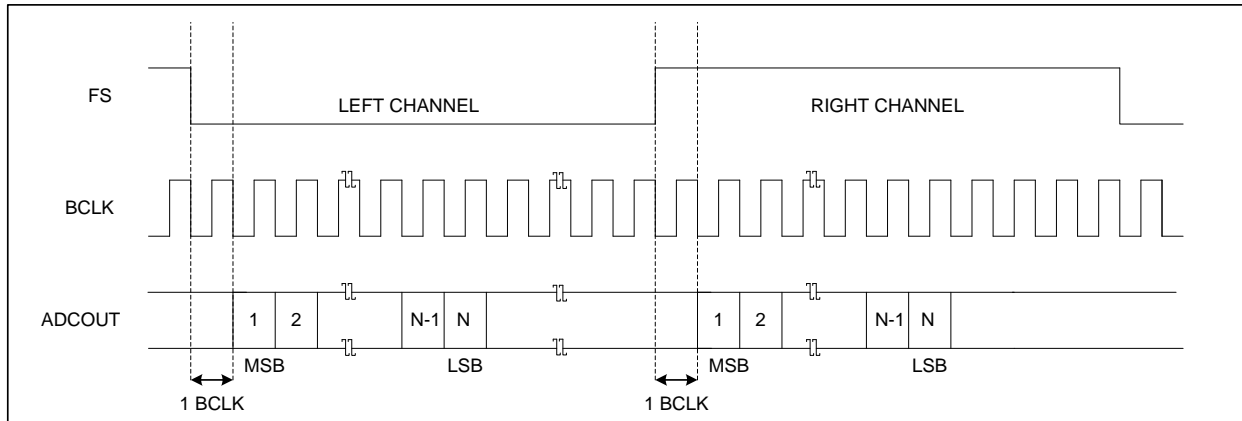 FS
LEFT CHANNEL
RIGHT CHANNEL
BCLK
ADCOUT
1 2 N-1 N 1 2 N-1 N
MSB LSB MSB LSB
1 BCLK 1 BCLK